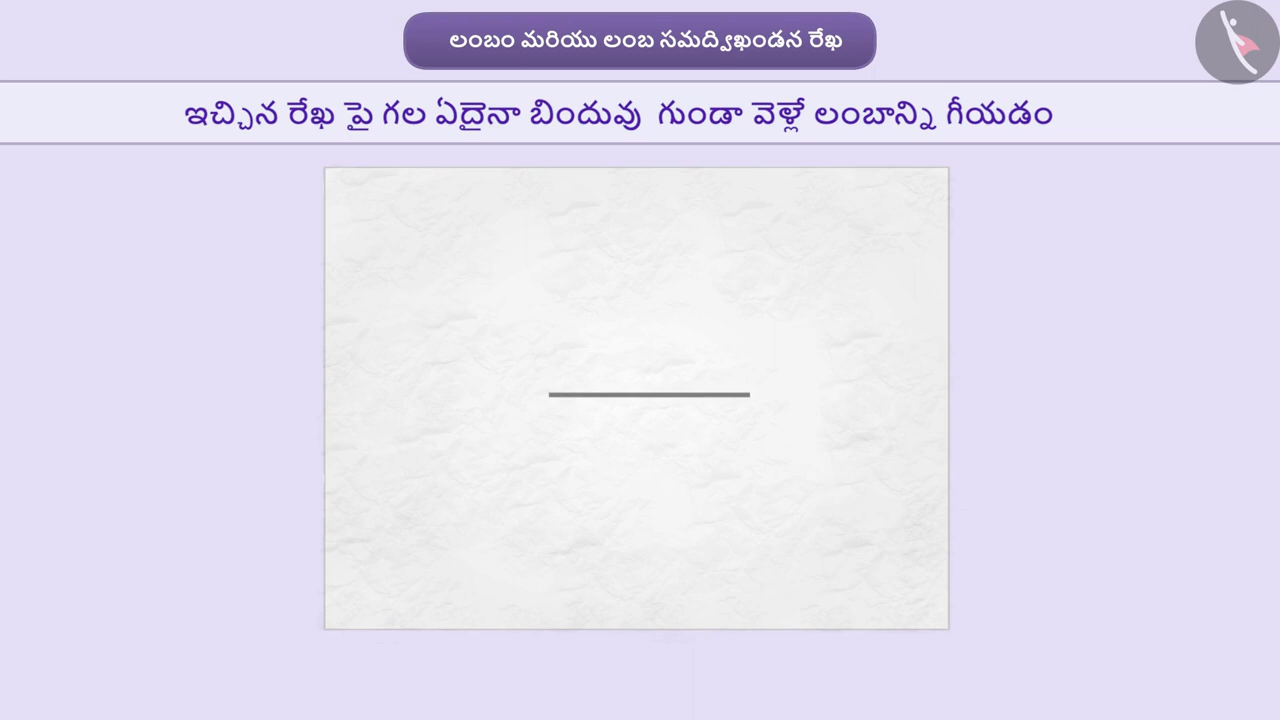 లంబం మరియు లంబ సమద్విఖండన రేఖ
ఇచ్చిన రేఖ పై గల ఏదైనా బిందువు గుండా వెళ్లే లంబాన్ని గీయడం